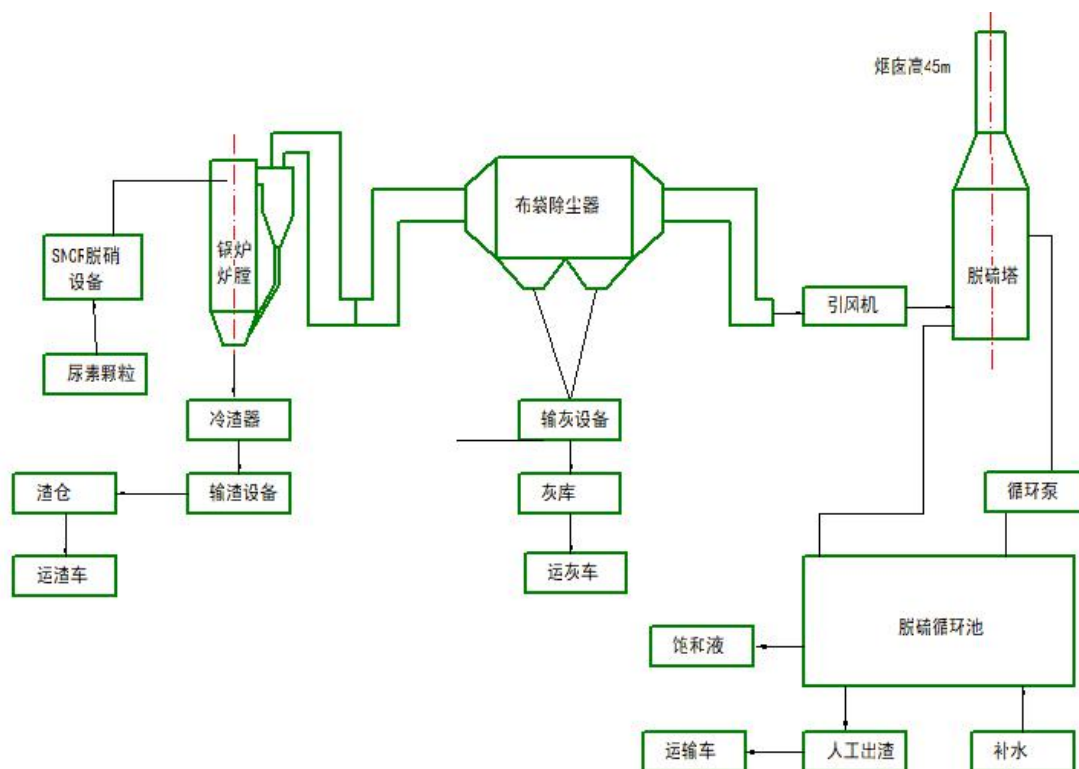 烟囱高45m
布袋除尘器
锅炉
炉膛
SNCR脱硝
设备
脱硫塔
引风机
尿素颗粒
冷渣器
输灰设备
渣仓
输渣设备
灰库
循环泵
运渣车
运灰车
脱硫循环池
饱和液
运输车
人工出渣
补水